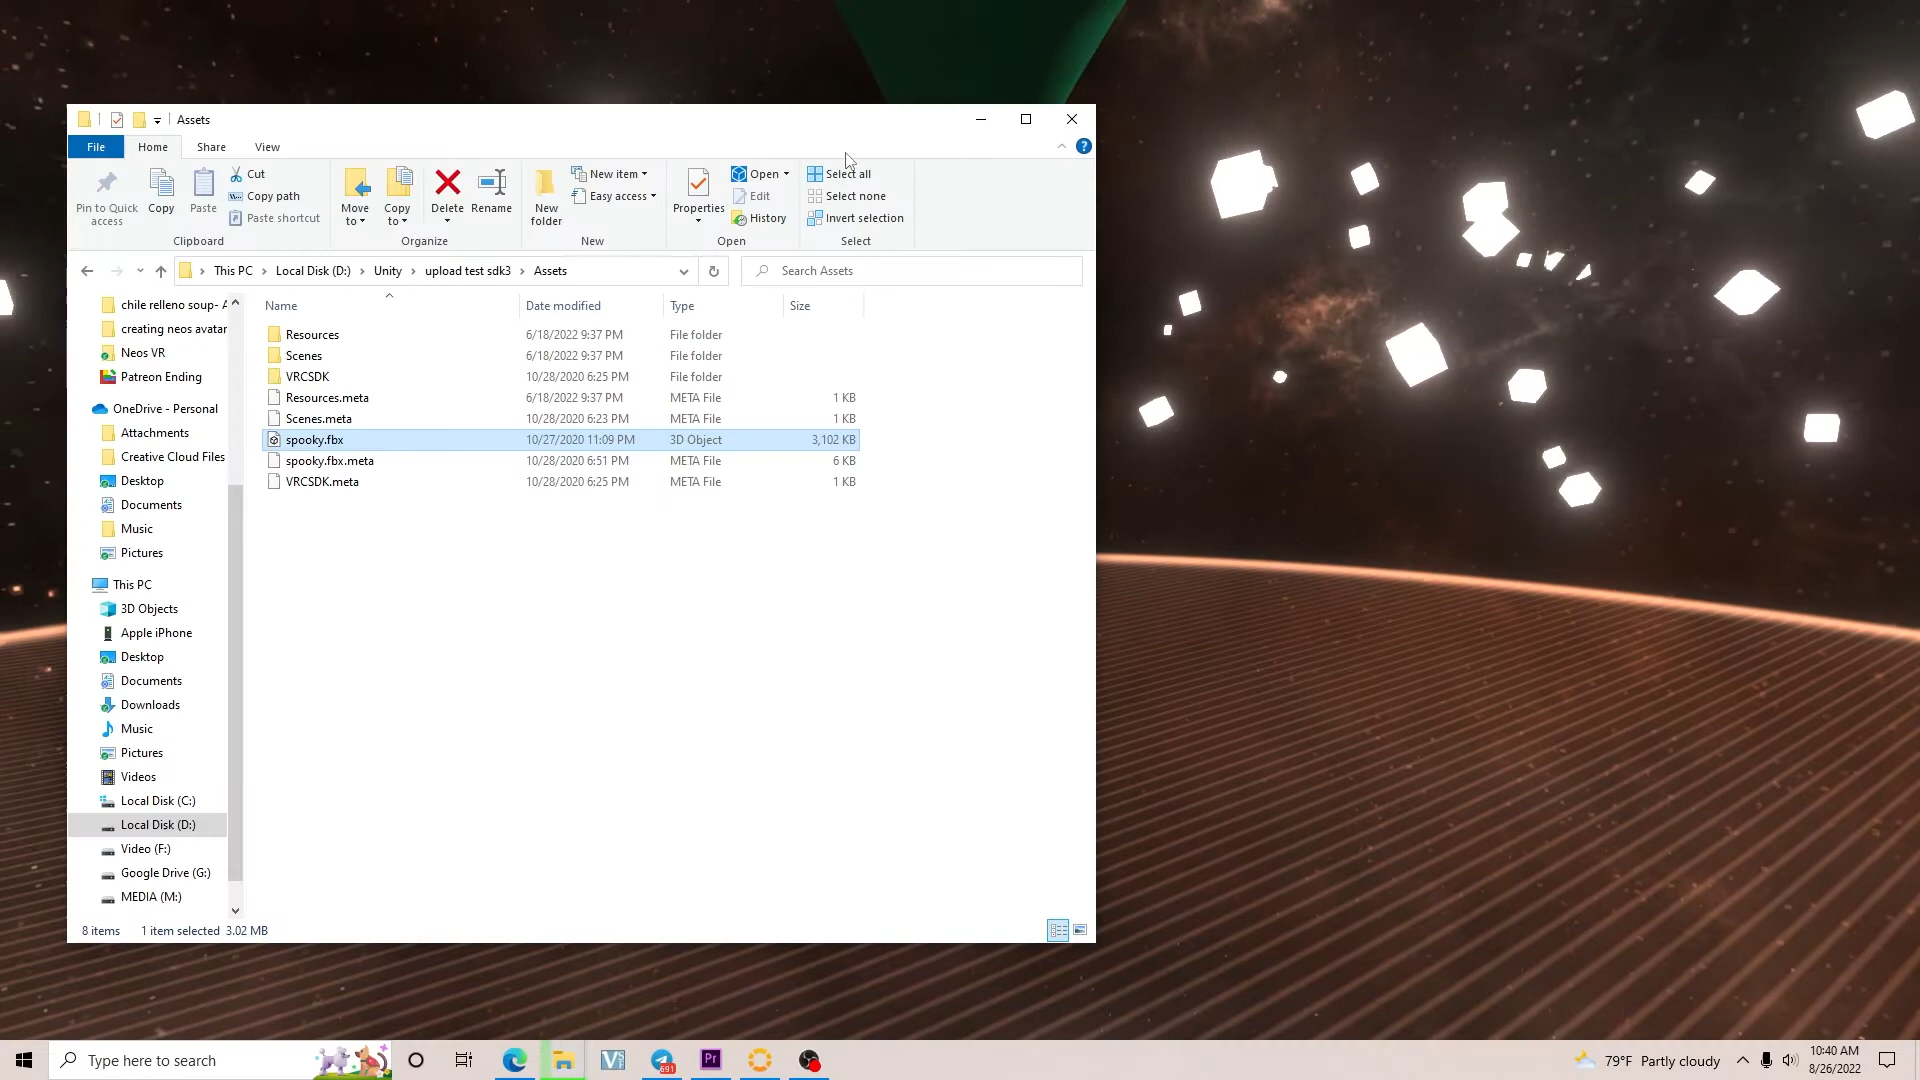 Assets
File Home Share View
Pin to Quick access
Copy
Paste
Cut
Copy path
Paste shortcut
Clipboard
Move to
Copy to
Delete
Rename
Organize
New folder
New item
Easy access
New
Properties
Open
Edit
History
Open
Select all
Select none
Invert selection
Select
This PC > Local Disk (D:) > Unity > upload test sdk3 > Assets
Search Assets
chile relleno soup- A
creating neos avatar
Neos VR
Patreon Ending
OneDrive - Personal
Attachments
Creative Cloud Files
Desktop
Documents
Music
Pictures
This PC
3D Objects
Apple iPhone
Desktop
Documents
Downloads
Music
Pictures
Videos
Local Disk (C:)
Local Disk (D:)
Video (F:)
Google Drive (G:)
MEDIA (M:)
Name Date modified Type Size
Resources 6/18/2022 9:37 PM File folder
Scenes 6/18/2022 9:37 PM File folder
VRCSDK 10/28/2020 6:25 PM File folder
Resources.meta 6/18/2022 9:37 PM META File 1 KB
Scenes.meta 10/28/2020 6:23 PM META File 1 KB
spooky.fbx 10/27/2020 11:09 PM 3D Object 3,102 KB
spooky.fbx.meta 10/28/2020 6:51 PM META File 6 KB
VRCSDK.meta 10/28/2020 6:25 PM META File 1 KB
8 items 1 item selected 3.02 MB
Type here to search
691
Pr
79°F Partly cloudy
10:40 AM
8/26/2022